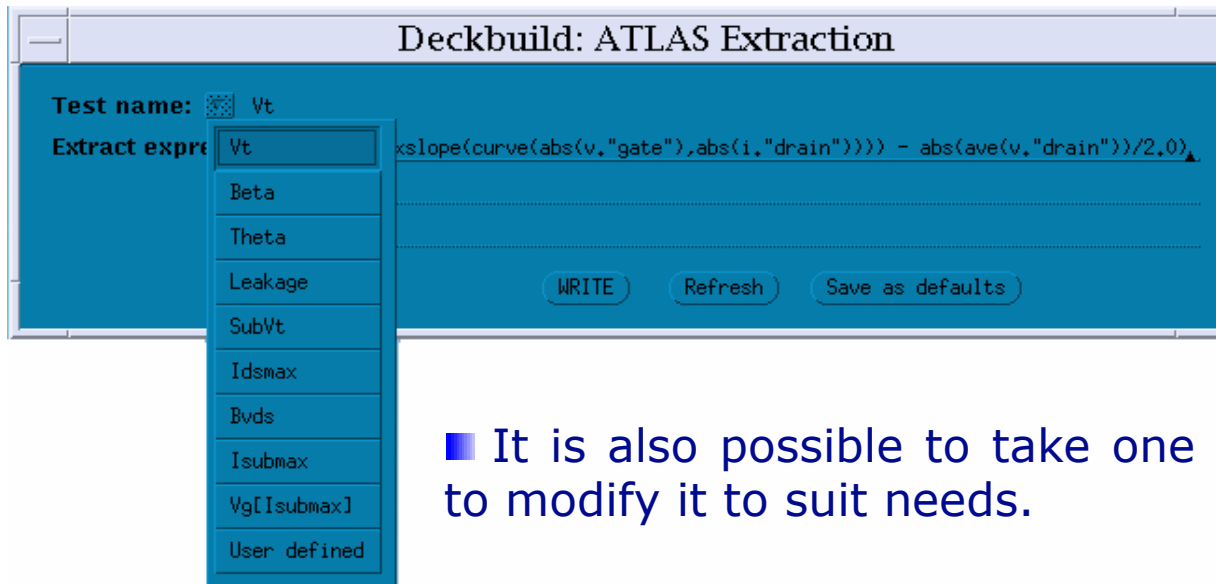 Deckbuild: ATLAS Extraction
Test name: Vt
Extract expre
xslope(curve(abs(v."gate"),abs(i."drain")))) - abs(ave(v."drain"))/2.0)
Vt
Beta
Theta
Leakage
SubVt
Idsmax
Bvds
Isubmax
Vg[Isubmax]
User defined
WRITE Refresh Save as defaults
It is also possible to take one
to modify it to suit needs.